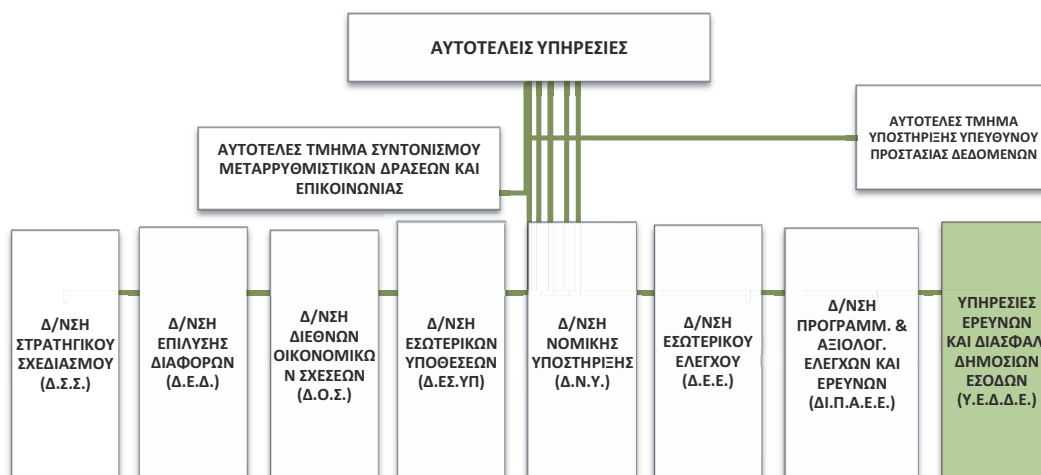 ΑΥΤΟΤΕΛΕΙΣ ΥΠΗΡΕΣΙΕΣ
ΑΥΤΟΤΕΛΕΣ ΤΜΗΜΑ
ΥΠΟΣΤΗΡΙΞΗΣ ΥΠΕΥΘΥΝΟΥ
ΠΡΟΣΤΑΣΙΑΣ ΔΕΔΟΜΕΝΩΝ
ΑΥΤΟΤΕΛΕΣ ΤΜΗΜΑ ΣΥΝΤΟΝΙΣΜΟΥ
ΜΕΤΑΡΡΥΘΜΙΣΤΙΚΩΝ ΔΡΑΣΕΩΝ ΚΑΙ
ΕΠΙΚΟΙΝΩΝΙΑΣ
Δ/ΝΣΗ
ΣΤΡΑΤΗΓΙΚΟΥ
ΣΧΕΔΙΑΣΜΟΥ
(Δ.Σ.Σ.)
Δ/ΝΣΗ
ΕΠΙΛΥΣΗΣ
ΔΙΑΦΟΡΩΝ
(Δ.Ε.Δ.)
Δ/ΝΣΗ
ΔΙΕΘΝΩΝ
ΟΙΚΟΝΟΜΙΚΩ
Ν ΣΧΕΣΕΩΝ
(Δ.Ο.Σ.)
Δ/ΝΣΗ
ΕΣΩΤΕΡΙΚΩΝ
ΥΠΟΘΕΣΕΩΝ
(Δ.ΕΣ.ΥΠ)
Δ/ΝΣΗ
ΝΟΜΙΚΗΣ
ΥΠΟΣΤΗΡΙΞΗΣ
(Δ.Ν.Υ.)
Δ/ΝΣΗ
ΕΣΩΤΕΡΙΚΟΥ
ΕΛΕΓΧΟΥ
(Δ.Ε.Ε.)
Δ/ΝΣΗ
ΠΡΟΓΡΑΜΜ. &
ΑΞΙΟΛΟΓ.
ΕΛΕΓΧΩΝ ΚΑΙ
ΕΡΕΥΝΩΝ
(ΔΙ.Π.Α.Ε.Ε.)
ΥΠΗΡΕΣΙΕΣ
ΕΡΕΥΝΩΝ
ΚΑΙ ΔΙΑΣΦΑΛ
ΔΗΜΟΣΙΩΝ
ΕΣΟΔΩΝ
(Υ.Ε.Δ.Δ.Ε.)